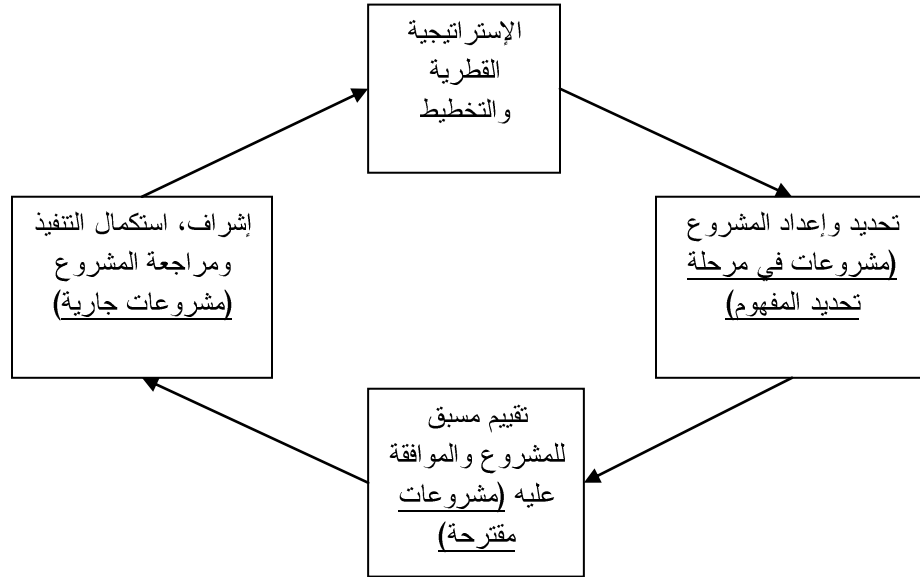 الإستراتيجية
القطرية
والتخطيط
تحديد وإعداد المشروع
(مشروعات في مرحلة
تحديد المفهوم)
تقييم مسبق
للمشروع والموافقة
عليه (مشروعات
مقترحة)
إشراف، استكمال التنفيذ
ومراجعة المشروع
(مشروعات جارية)